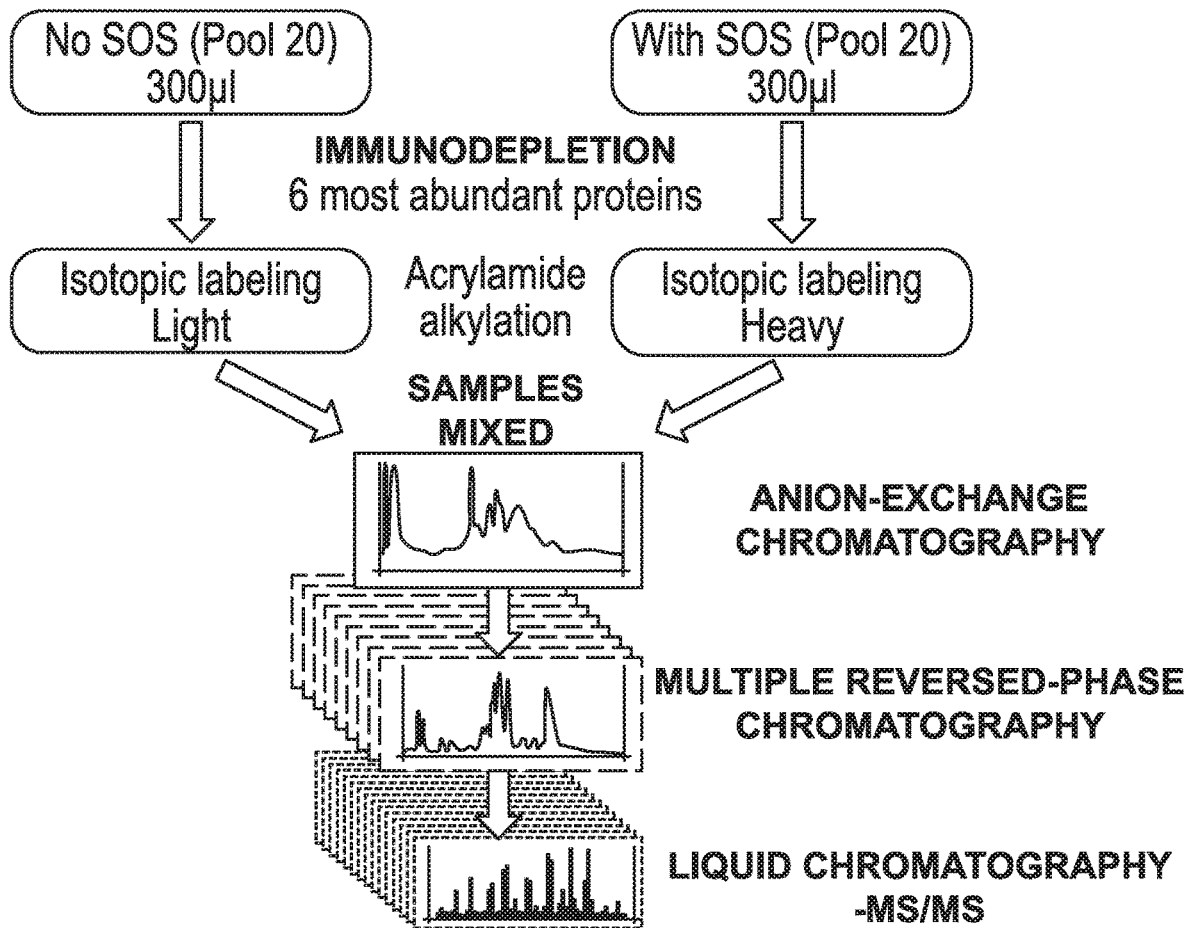 No SOS (Pool 20)
300µl
With SOS (Pool 20)
300µl
IMMUNODEPLETION
6 most abundant proteins
Isotopic labeling
Light
Acrylamide
alkylation
Isotopic labeling
Heavy
SAMPLES
MIXED
ANION-EXCHANGE
CHROMATOGRAPHY
MULTIPLE REVERSED-PHASE
CHROMATOGRAPHY
LIQUID CHROMATOGRAPHY
-MS/MS